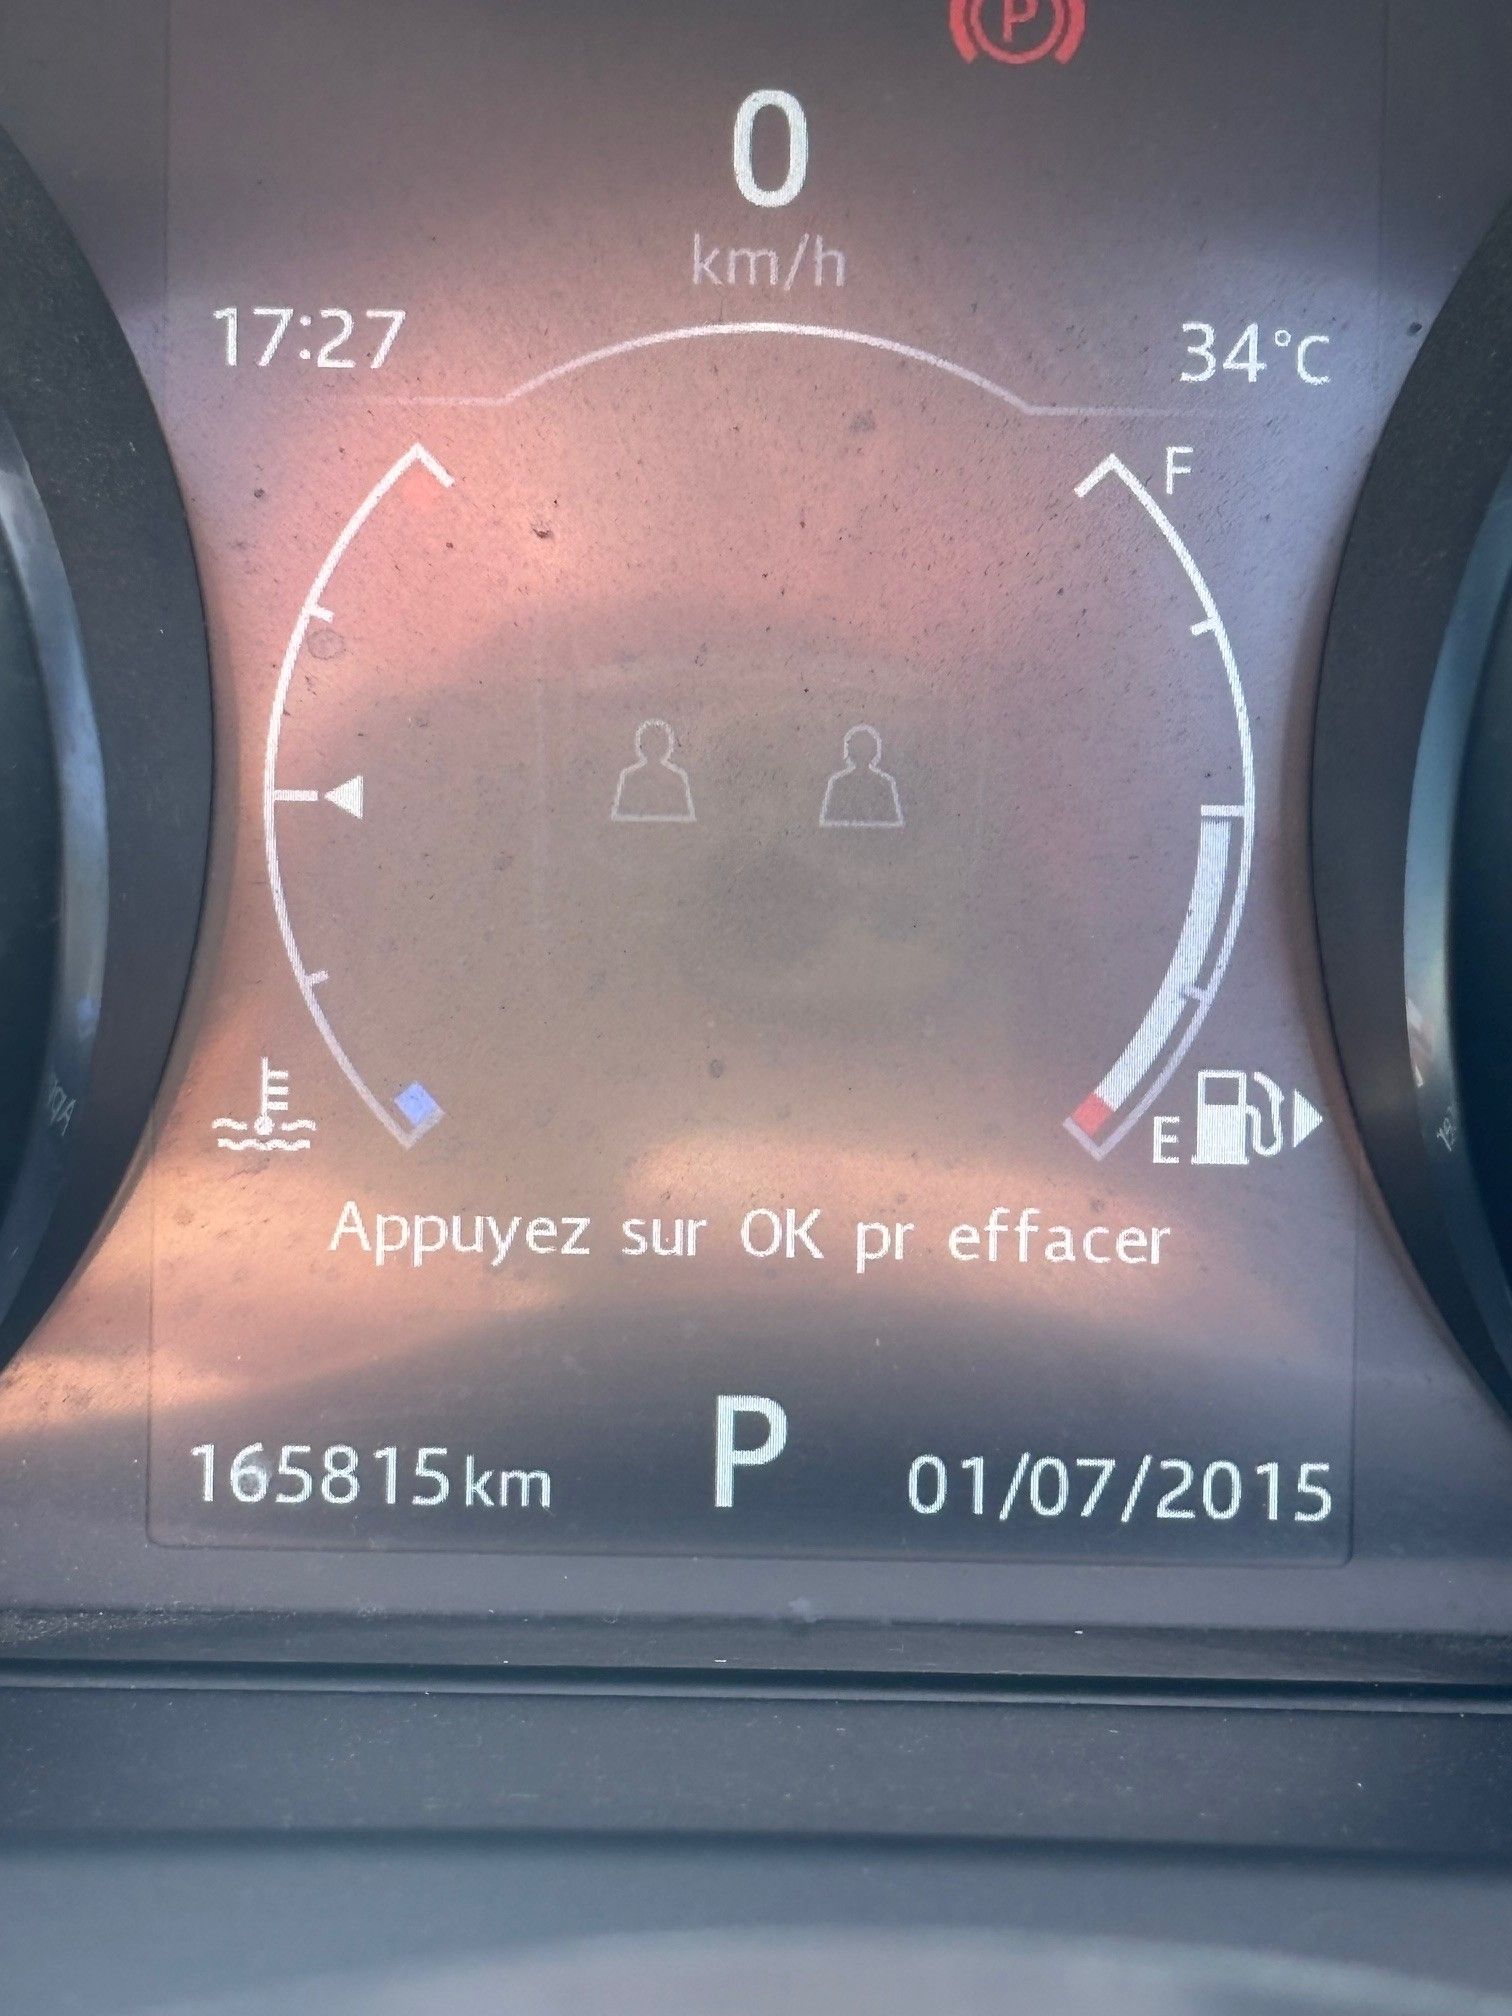 P
0
km/h
17:27
34°C
F
E
Appuyez sur OK pr effacer
165815km
P
01/07/2015